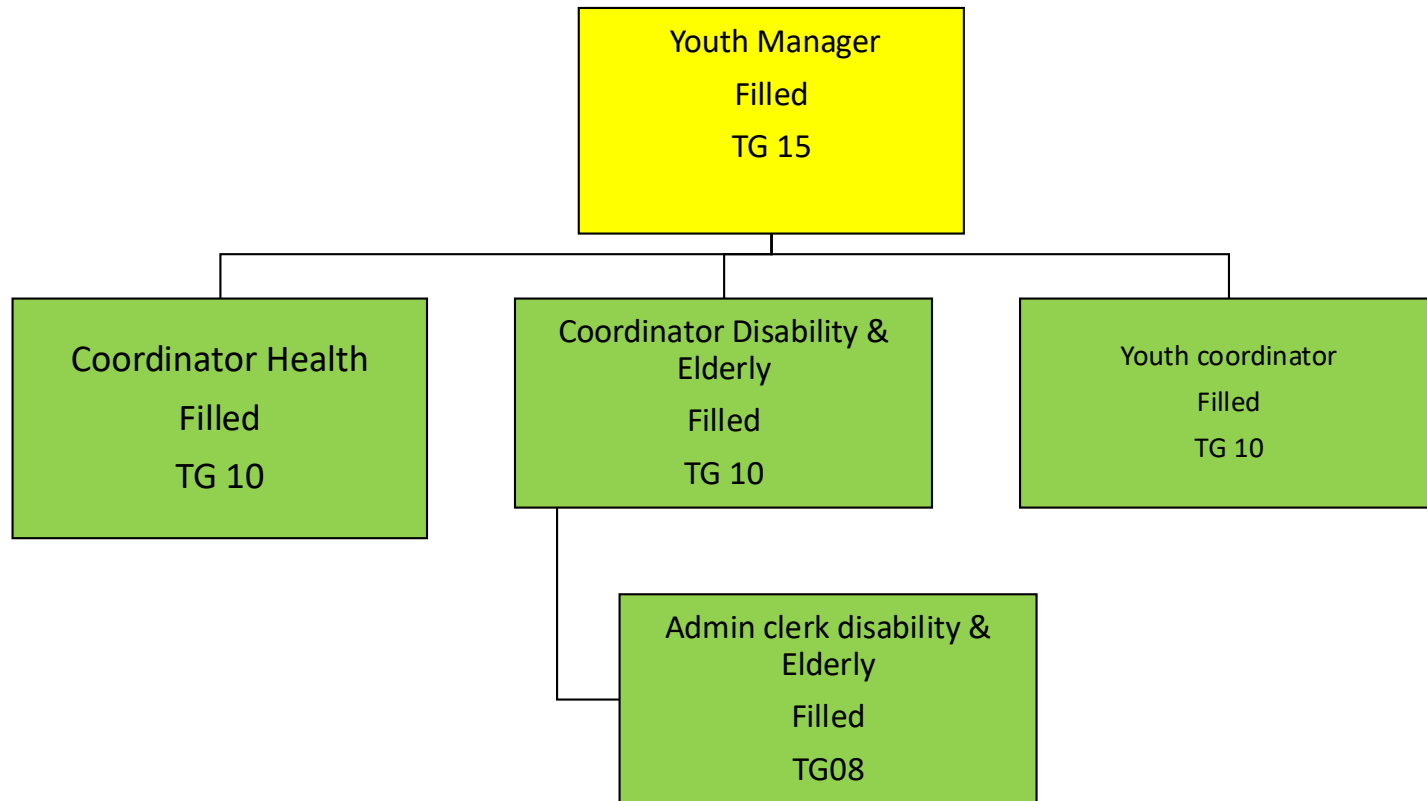 Youth Manager
Filled
TG 15
Coordinator Health
Filled
TG 10
Coordinator Disability &
Elderly
Filled
TG 10
Youth coordinator
Filled
TG 10
Admin clerk disability &
Elderly
Filled
TG08